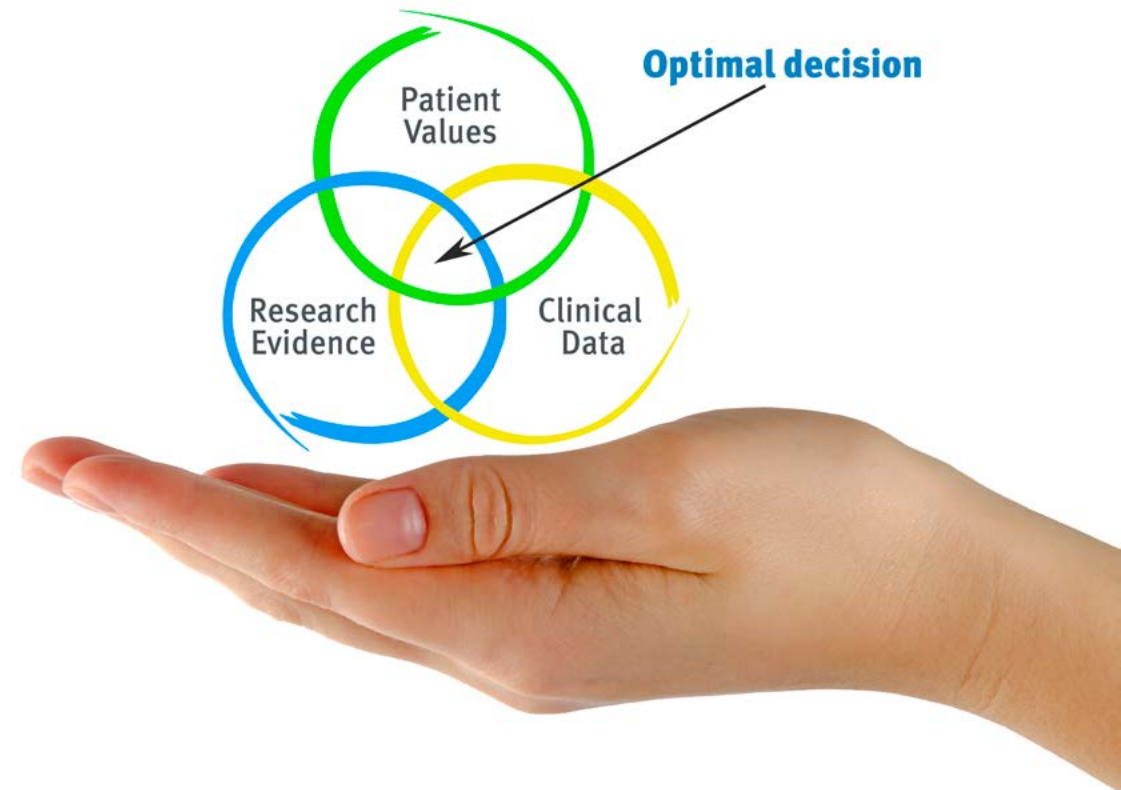 Optimal decision
Patient
Values
Research
Evidence
Clinical
Data